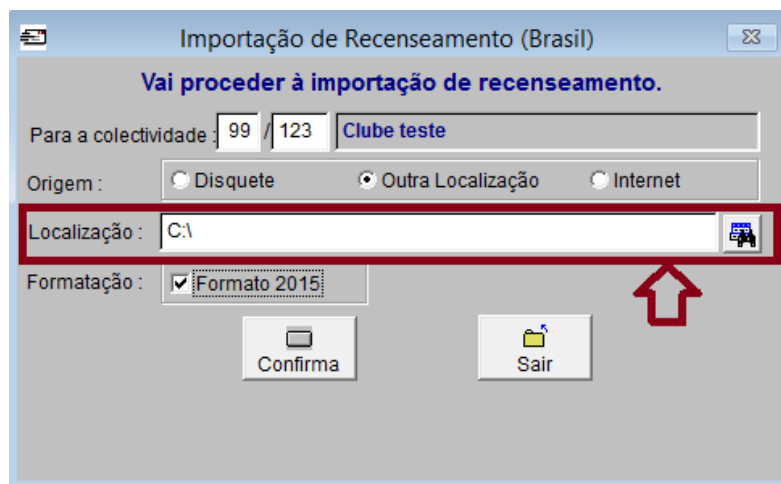 Importação de Recenseamento (Brasil)
Vai proceder à importação de recenseamento.
Para a colectividade : 99 / 123 Clube teste
Origem : Disquete Outra Localização Internet
Localização : C:\
Formatação : Formato 2015
Confirma Sair